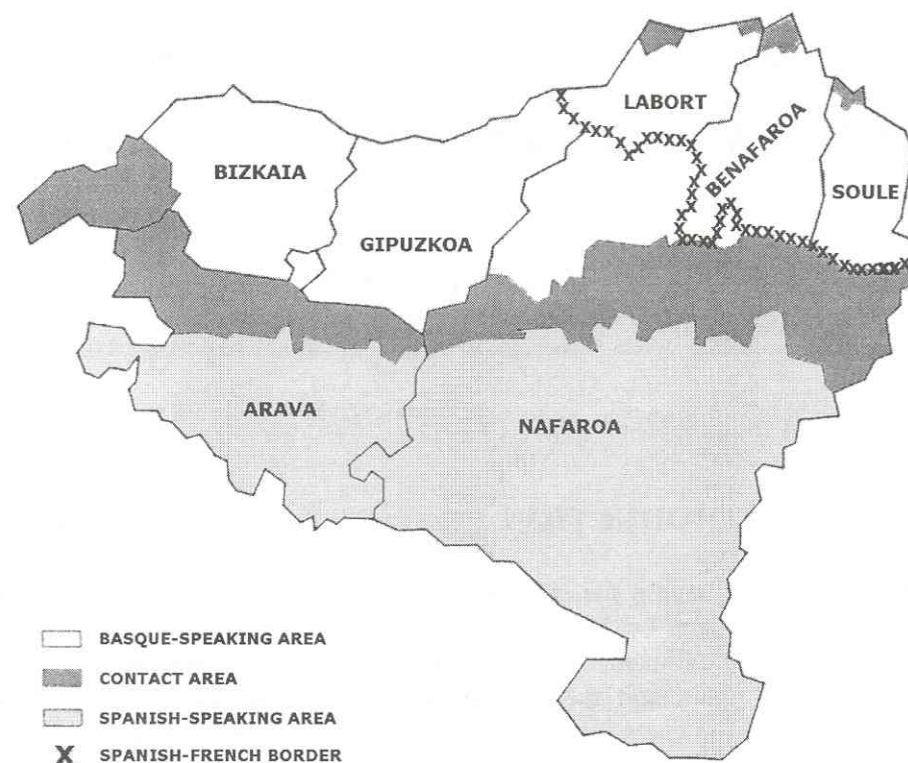 LABORT
BIZKAIA
BENAFAROA
SOULE
GIPUZKOA
ARAVA
NAFAROA
BASQUE-SPEAKING AREA
CONTACT AREA
SPANISH-SPEAKING AREA
X SPANISH-FRENCH BORDER